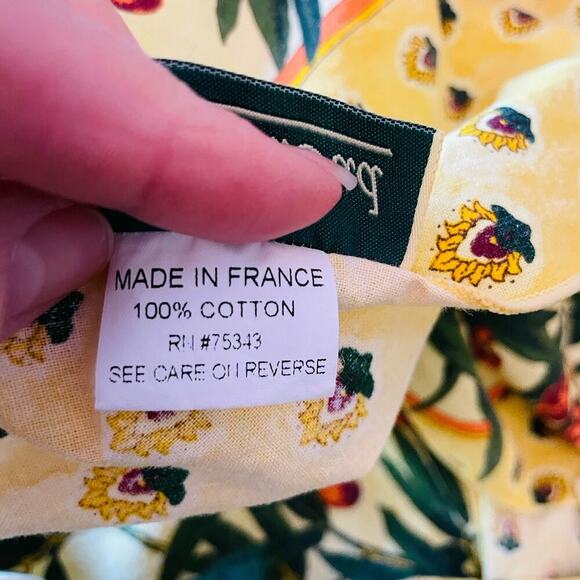 MADE IN FRANCE
100% COTTON
RN #75343
SEE CARE ON REVERSE